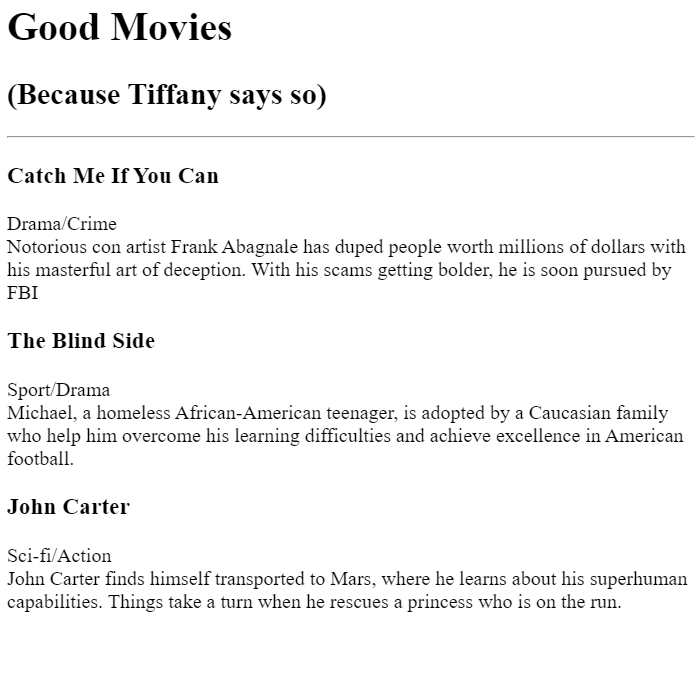 Good Movies
(Because Tiffany says so)
Catch Me If You Can
Drama/Crime
Notorious con artist Frank Abagnale has duped people worth millions of dollars with
his masterful art of deception. With his scams getting bolder, he is soon pursued by
FBI
The Blind Side
Sport/Drama
Michael, a homeless African-American teenager, is adopted by a Caucasian family
who help him overcome his learning difficulties and achieve excellence in American
football.
John Carter
Sci-fi/Action
John Carter finds himself transported to Mars, where he learns about his superhuman
capabilities. Things take a turn when he rescues a princess who is on the run.